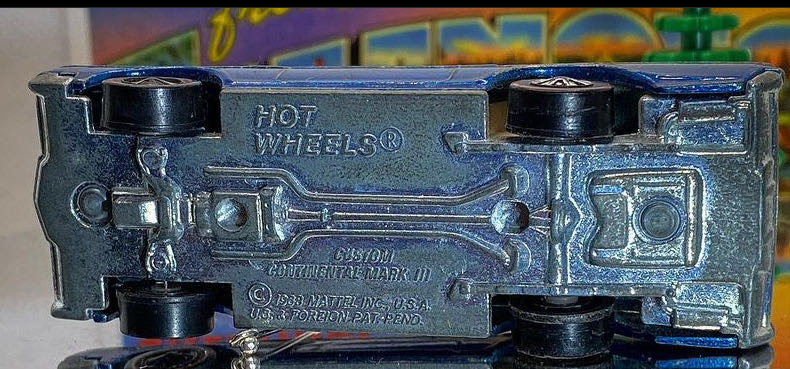 HOT
WHEELS®
CUSTOM
CONTINENTAL MARK III
© 1968 MATTEL INC., U.S.A.
U.S. & FOREIGN PAT. PEND.